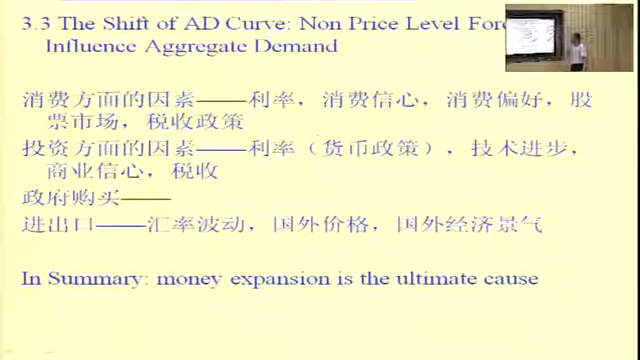 3.3 The Shift of AD Curve: Non Price Level
Influence Aggregate Demand
消费方面的因素——利率，消费信心，消费偏好，股
票市场，税收政策
投资方面的因素——利率（货币政策），技术进步，
商业信心，税收
政府购买——
进出口——汇率波动，国外价格，国外经济景气
In Summary: money expansion is the ultimate cause